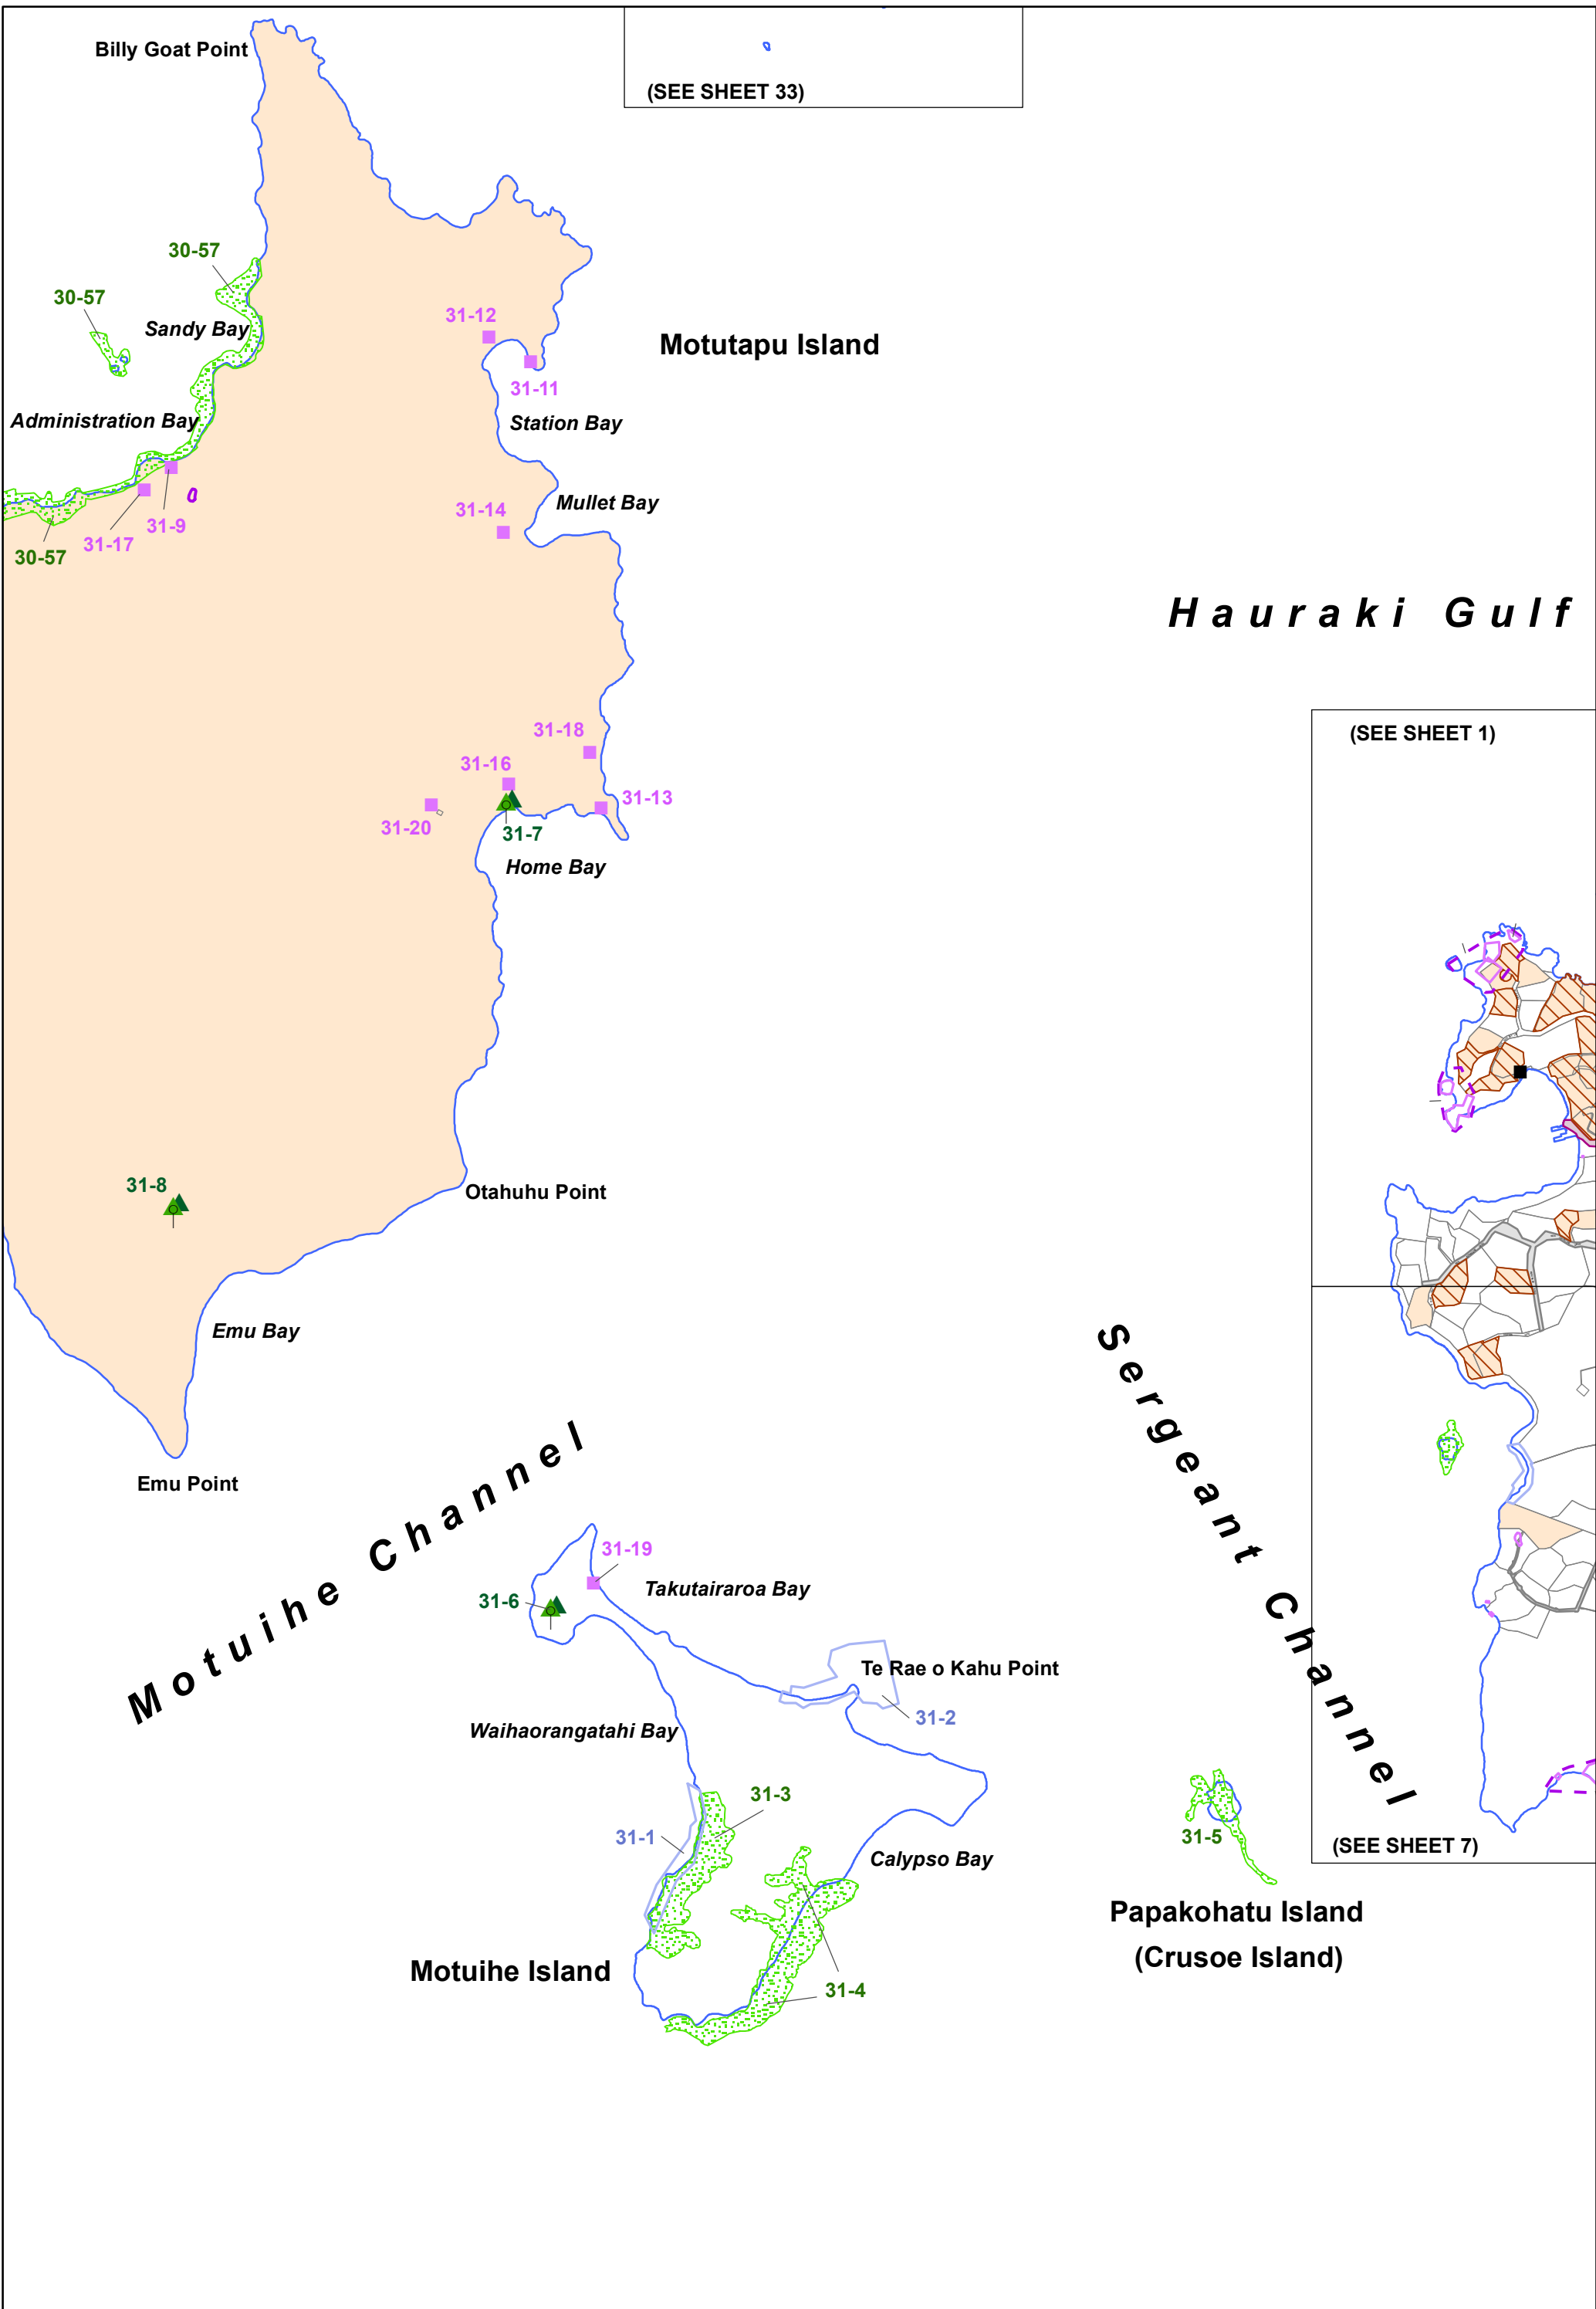 Billy Goat Point
(SEE SHEET 33)
30-57
30-57
Sandy Bay
31-12
Motutapu Island
31-11
Administration Bay
Station Bay
Mullet Bay
31-14
31-9
31-17
30-57
Hauraki Gulf
31-18
(SEE SHEET 1)
31-16
31-13
31-20
31-7
Home Bay
31-8
Otahuhu Point
Emu Bay
Emu Point
Motuihe Channel
Sergeant Channel
31-19
Takutairaroa Bay
31-6
Te Rae o Kahu Point
31-2
Waihaorangatahi Bay
31-3
31-1
31-5
(SEE SHEET 7)
Calypso Bay
Papakohatu Island
(Crusoe Island)
Motuihe Island
31-4